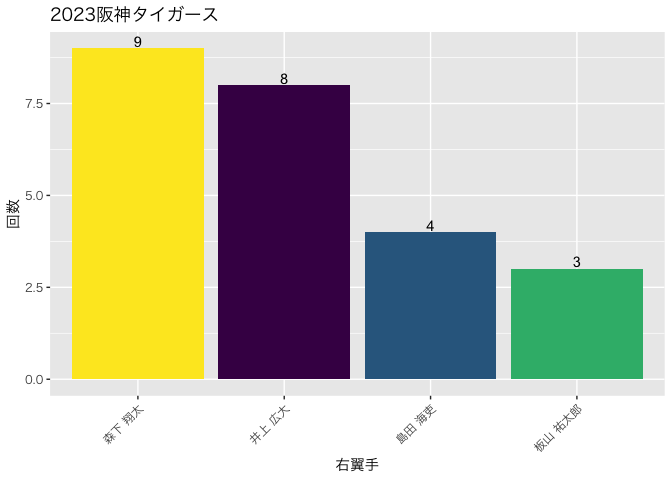 2023阪神タイガース
9
8
4
3
7.5
5.0
2.5
0.0
回数
森下 翔太
井上 広大
島田 海吏
板山 祐太郎
右翼手